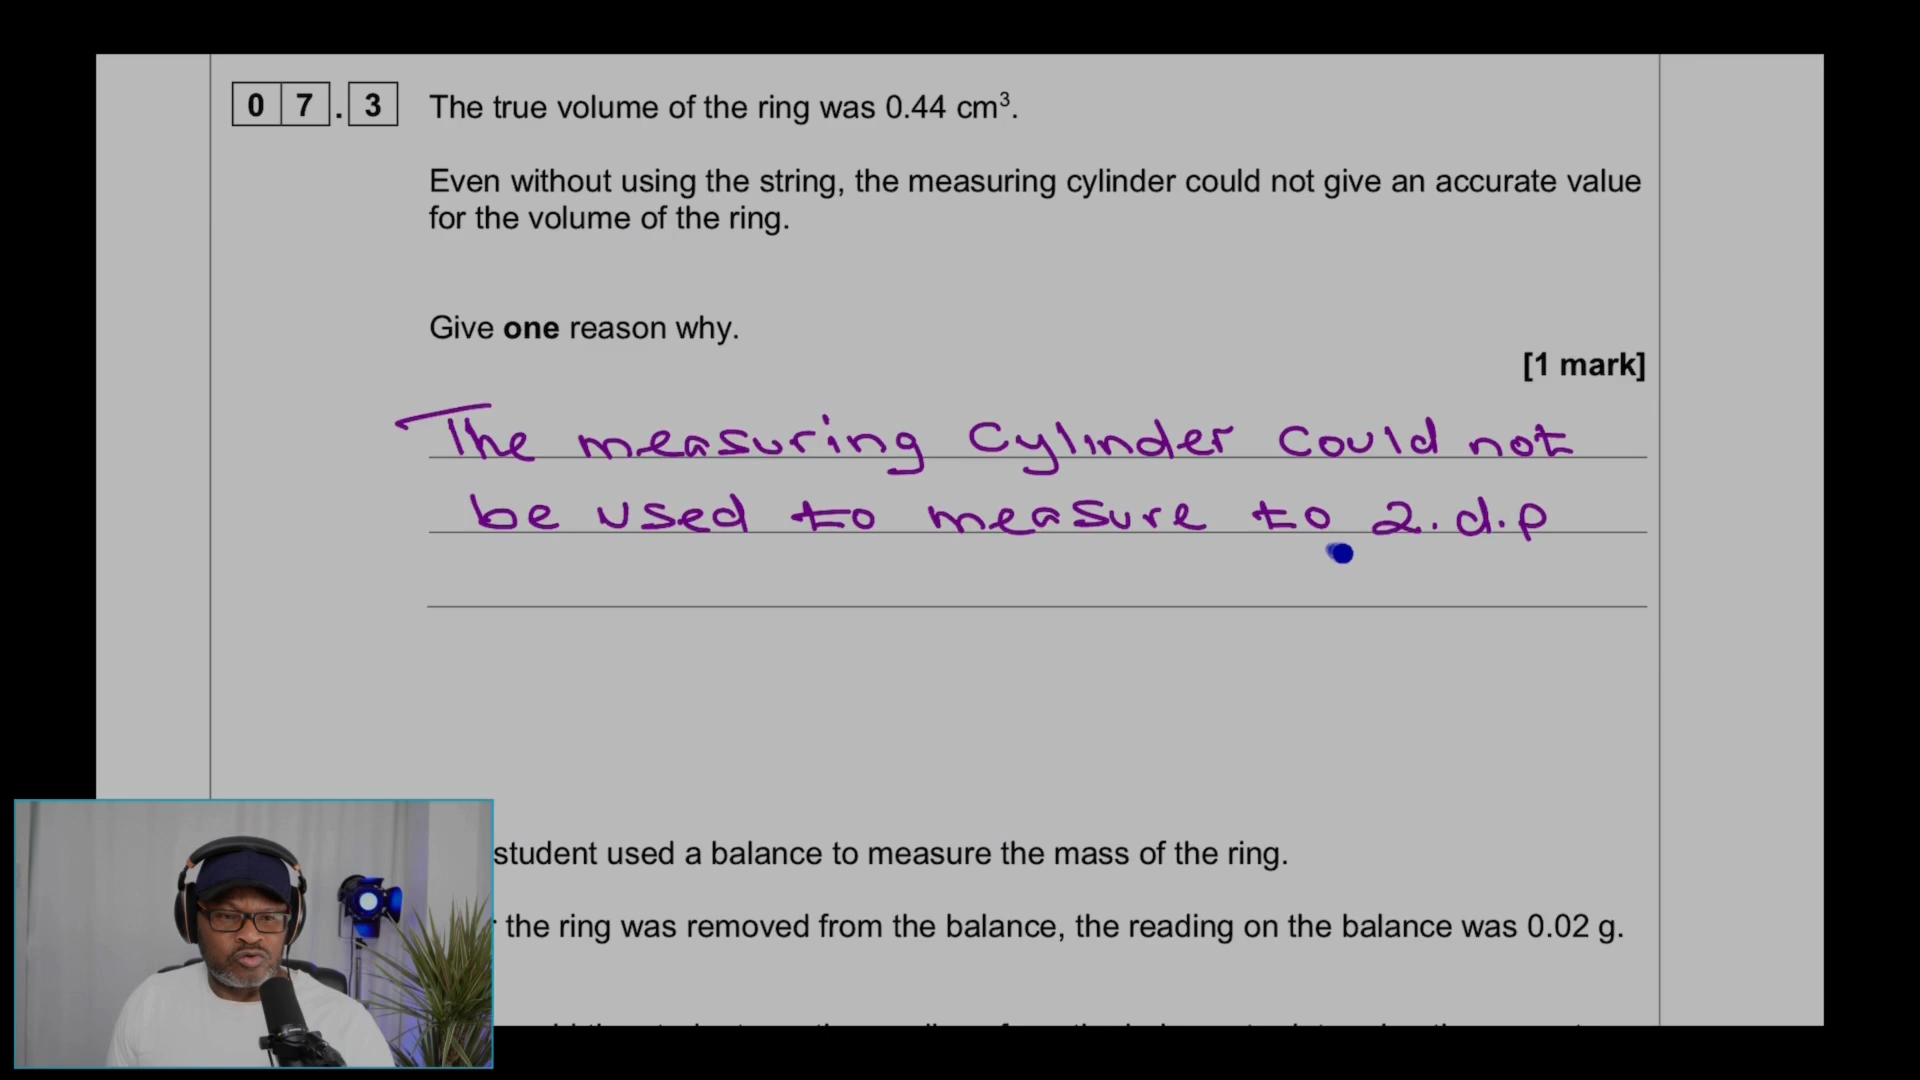 07.3 The true volume of the ring was 0.44 cm³.
Even without using the string, the measuring cylinder could not give an accurate value
for the volume of the ring.
Give one reason why.
[1 mark]
The measuring cylinder could not
be used to measure to 2.d.p
student used a balance to measure the mass of the ring.
the ring was removed from the balance, the reading on the balance was 0.02 g.